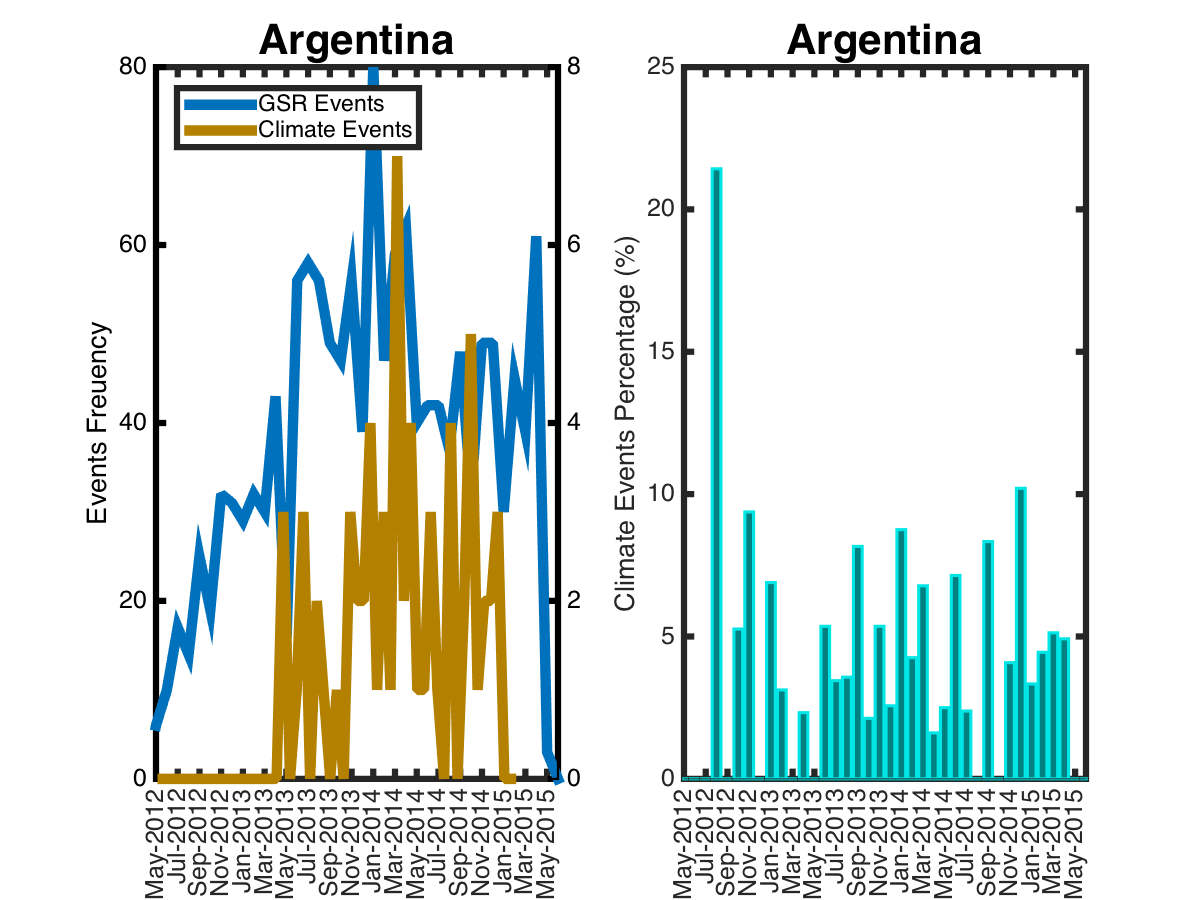 Argentina
80
60
40
20
0
8
6
4
2
0
Events Freuency
GSR Events
Climate Events
May-2012
Jul-2012
Sep-2012
Nov-2012
Jan-2013
Mar-2013
May-2013
Jul-2013
Sep-2013
Nov-2013
Jan-2014
Mar-2014
May-2014
Jul-2014
Sep-2014
Nov-2014
Jan-2015
Mar-2015
May-2015
Argentina
25
20
15
10
5
0
Climate Events Percentage (%)
May-2012
Jul-2012
Sep-2012
Nov-2012
Jan-2013
Mar-2013
May-2013
Jul-2013
Sep-2013
Nov-2013
Jan-2014
Mar-2014
May-2014
Jul-2014
Sep-2014
Nov-2014
Jan-2015
Mar-2015
May-2015